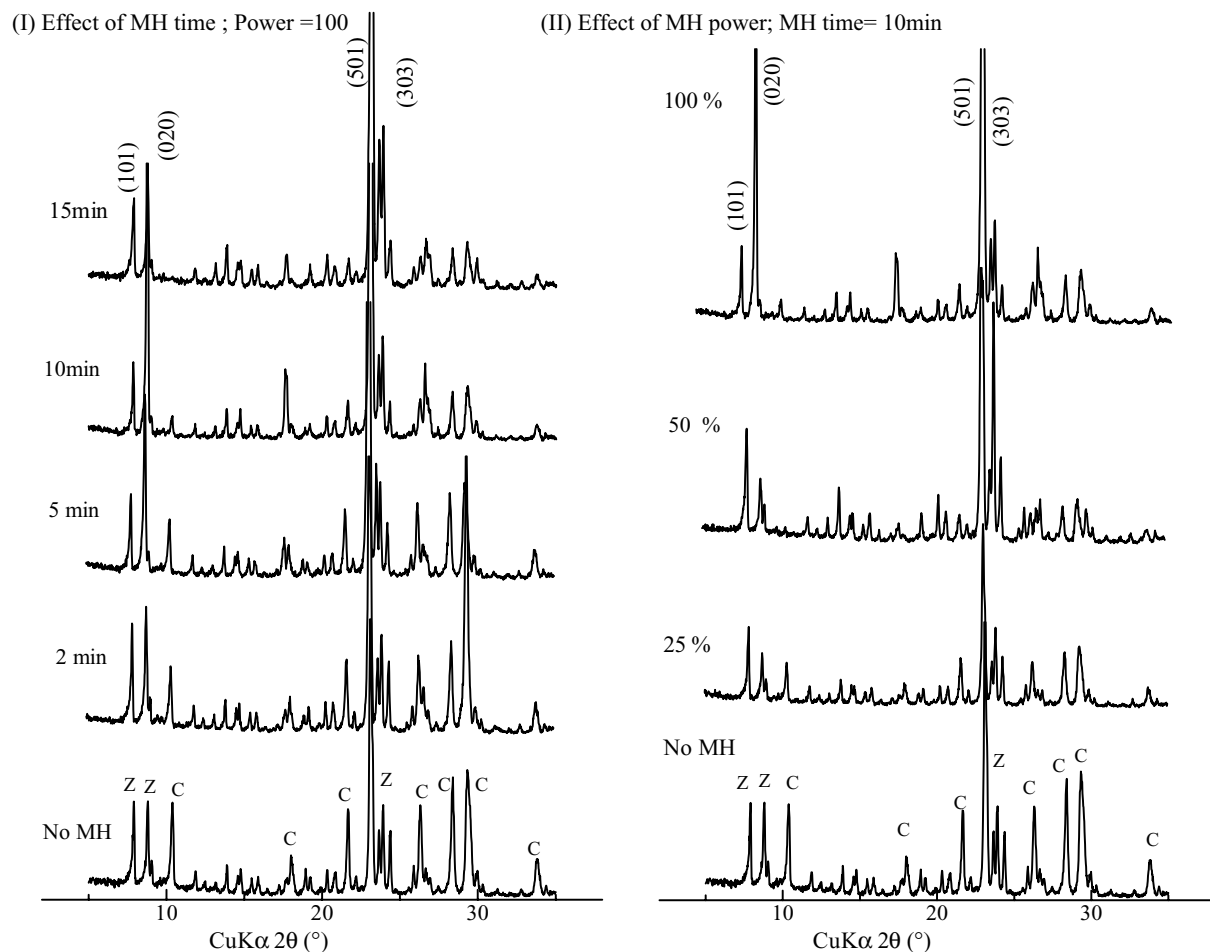 (I) Effect of MH time ; Power =100
(501)
(303)
(020)
(101)
15min
10min
5 min
2 min
Z Z C C C Z C C C C
No MH
10 20 30
CuKα 2θ (°)
(II) Effect of MH power; MH time= 10min
100 %
(020)
(501)
(303)
(101)
50 %
25 %
No MH
Z Z C C C Z C C C C
10 20 30
CuKα 2θ (°)